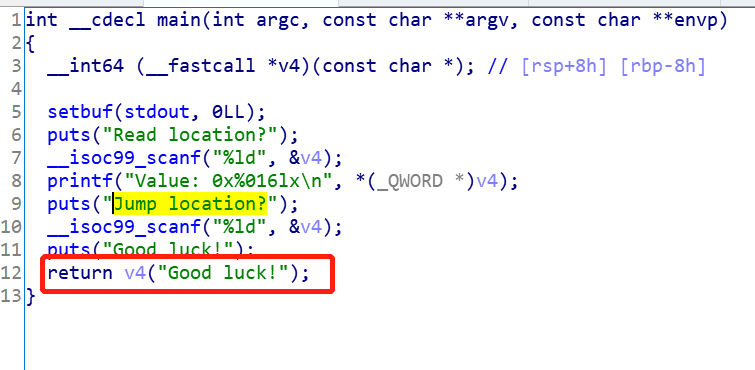 1 int __cdecl main(int argc, const char **argv, const char **envp)
2 {
3 __int64 (__fastcall *v4)(const char *); // [rsp+8h] [rbp-8h]
4
5 setbuf(stdout, 0LL);
6 puts("Read location?");
7 __isoc99_scanf("%ld", &v4);
8 printf("Value: 0x%016lx\n", *(_QWORD *)v4);
9 puts("Jump location?");
10 __isoc99_scanf("%ld", &v4);
11 puts("Good luck!");
12 return v4("Good luck!");
13 }